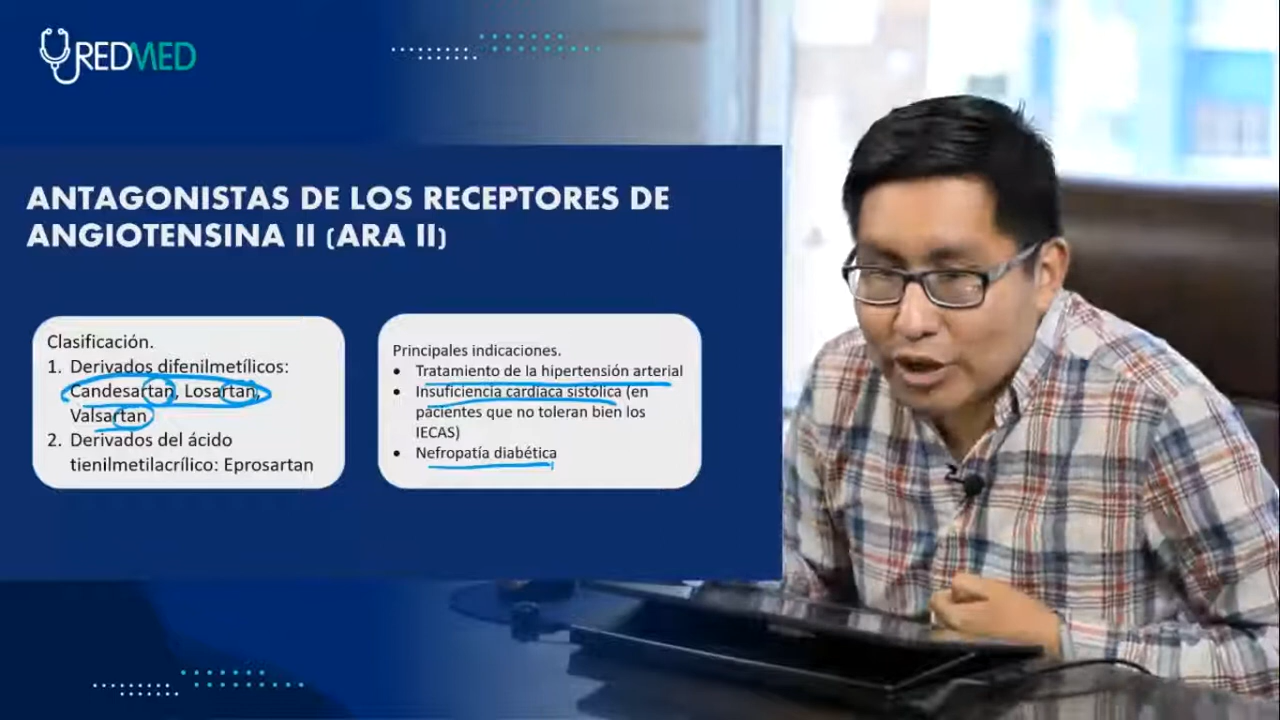 REDMED
ANTAGONISTAS DE LOS RECEPTORES DE
ANGIOTENSINA II (ARA II)
Clasificación.
1. Derivados difenilmetílicos:
Candesartan, Losartan,
Valsartan
2. Derivados del ácido
tienilmetilacrílico: Eprosartan
Principales indicaciones.
• Tratamiento de la hipertensión arterial
• Insuficiencia cardiaca sistólica (en
pacientes que no toleran bien los
IECAS)
• Nefropatía diabética